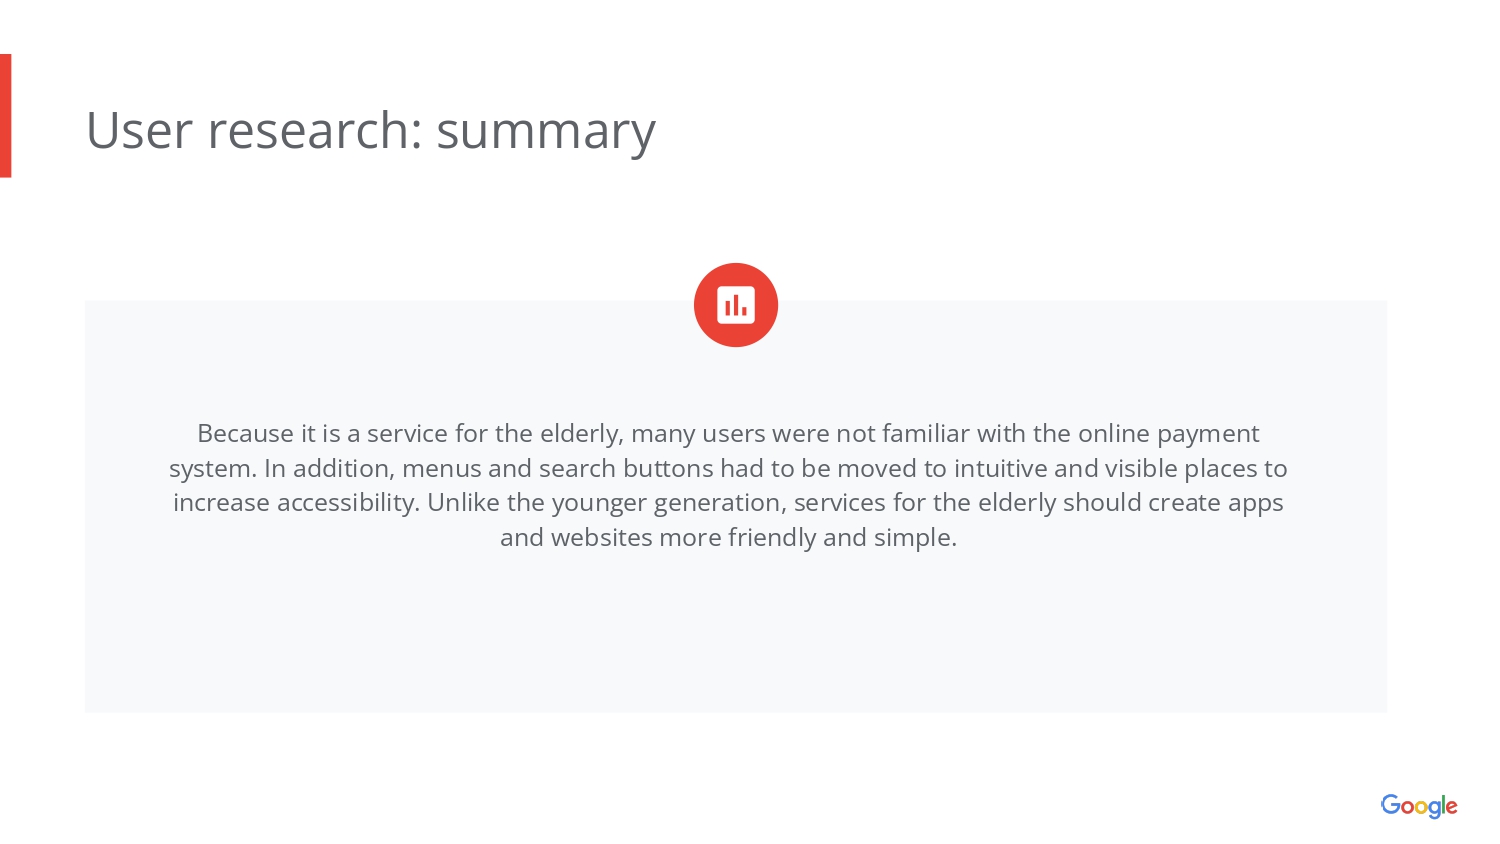 User research: summary
Because it is a service for the elderly, many users were not familiar with the online payment
system. In addition, menus and search buttons had to be moved to intuitive and visible places to
increase accessibility. Unlike the younger generation, services for the elderly should create apps
and websites more friendly and simple.
Google